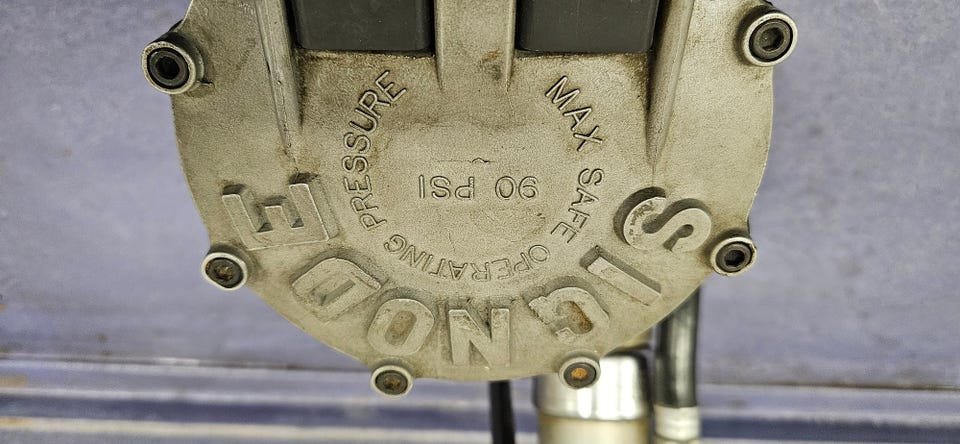 MAX SAFE OPERATING PRESSURE
90 PSI
SIGNODE